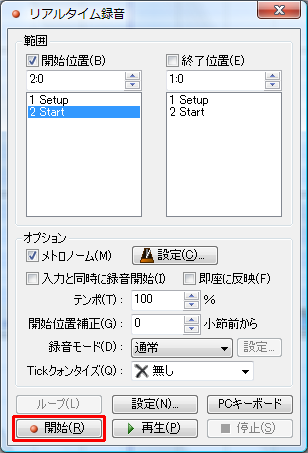 リアルタイム録音
範囲
開始位置(B) 終了位置(E)
2:0 1:0
1 Setup 1 Setup
2 Start 2 Start
オプション
メトロノーム(M) 設定(C)...
入力と同時に録音開始(I) 即座に反映(F)
テンポ(T): 100 %
開始位置補正(G): 0 小節前から
録音モード(D): 通常 設定...
Tickクォンタイズ(Q): 無し
ループ(L) 設定(N)... PCキーボード
開始(R) 再生(P) 停止(S)